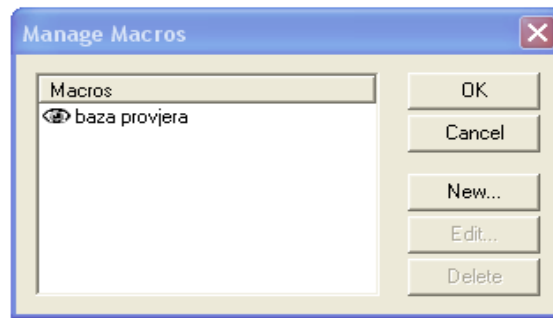 Manage Macros
Macros
baza provjera
OK
Cancel
New...
Edit...
Delete